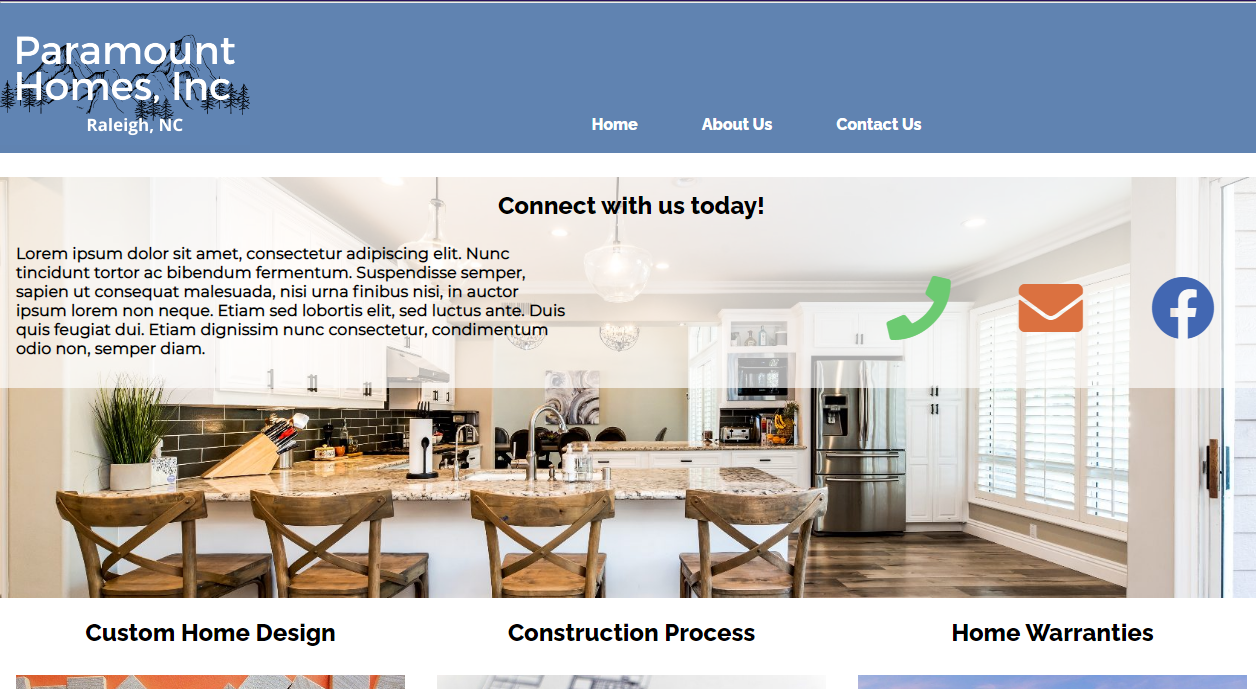 Paramount
Homes, Inc
Raleigh, NC
Home
About Us
Contact Us
Connect with us today!
Lorem ipsum dolor sit amet, consectetur adipiscing elit. Nunc
tincidunt tortor ac bibendum fermentum. Suspendisse semper,
sapien ut consequat malesuada, nisi urna finibus nisi, in auctor
ipsum lorem non neque. Etiam sed lobortis elit, sed luctus ante. Duis
quis feugiat dui. Etiam dignissim nunc consectetur, condimentum
odio non, semper diam.
Custom Home Design
Construction Process
Home Warranties